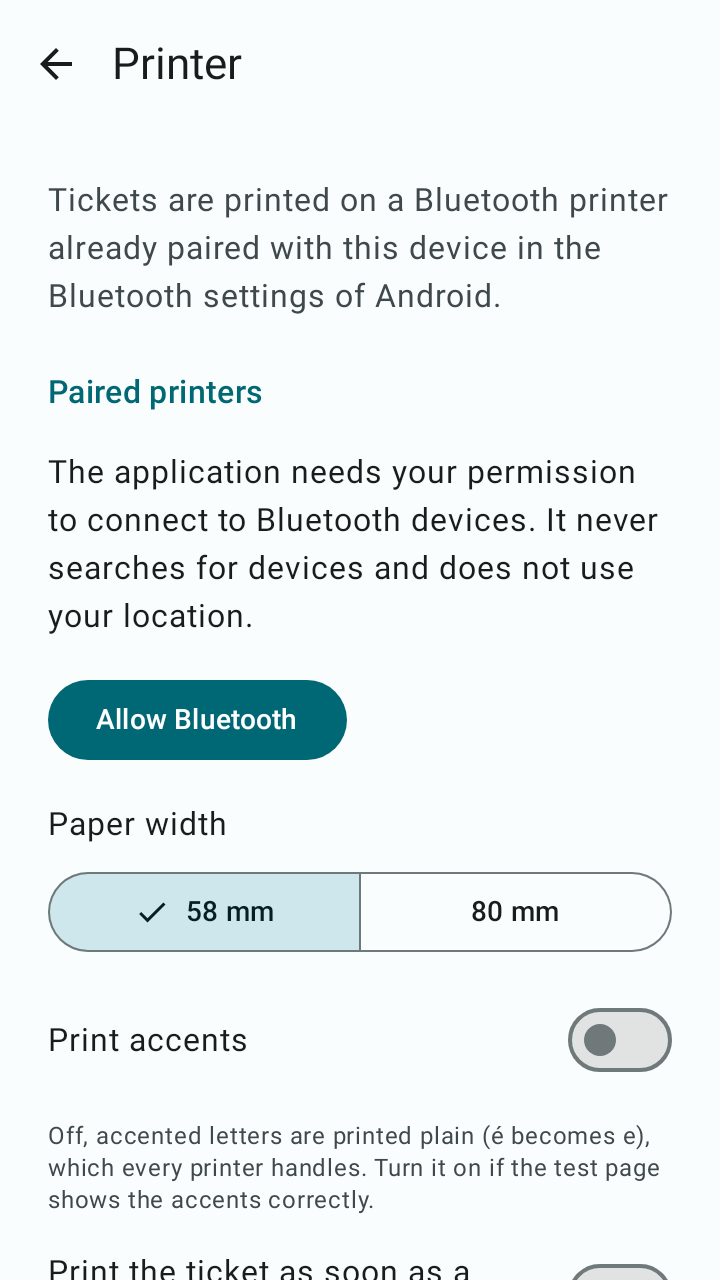 Printer
Tickets are printed on a Bluetooth printer
already paired with this device in the
Bluetooth settings of Android.
Paired printers
The application needs your permission
to connect to Bluetooth devices. It never
searches for devices and does not use
your location.
Allow Bluetooth
Paper width
58 mm
80 mm
Print accents
Off, accented letters are printed plain (é becomes e),
which every printer handles. Turn it on if the test page
shows the accents correctly.
Print the ticket as soon as a